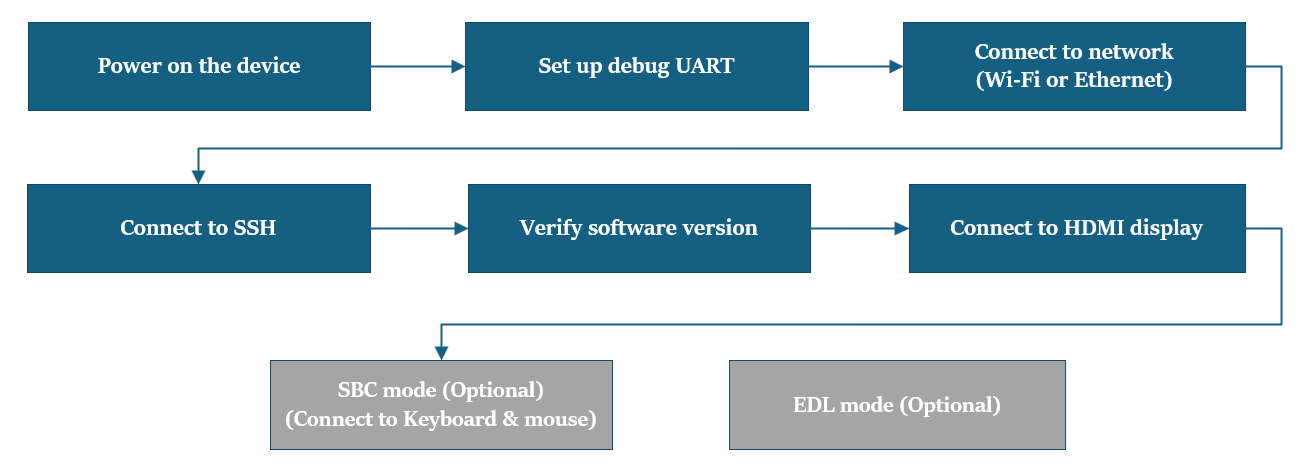 Power on the device
Set up debug UART
Connect to network
(Wi-Fi or Ethernet)
Connect to SSH
Verify software version
Connect to HDMI display
SBC mode (Optional)
(Connect to Keyboard & mouse)
EDL mode (Optional)